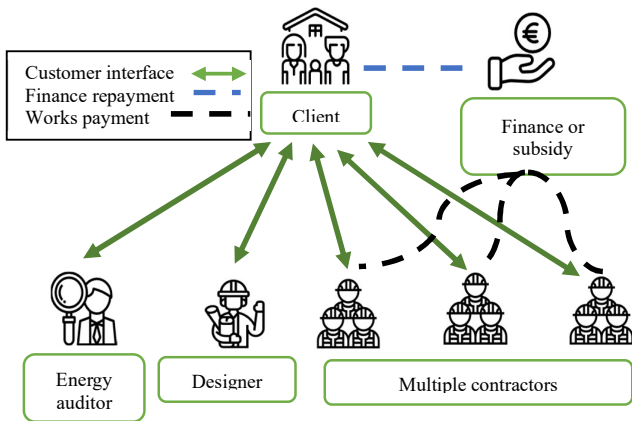 Customer interface
Finance repayment
Works payment
€
Client
Finance or
subsidy
Energy
auditor
Designer
Multiple contractors